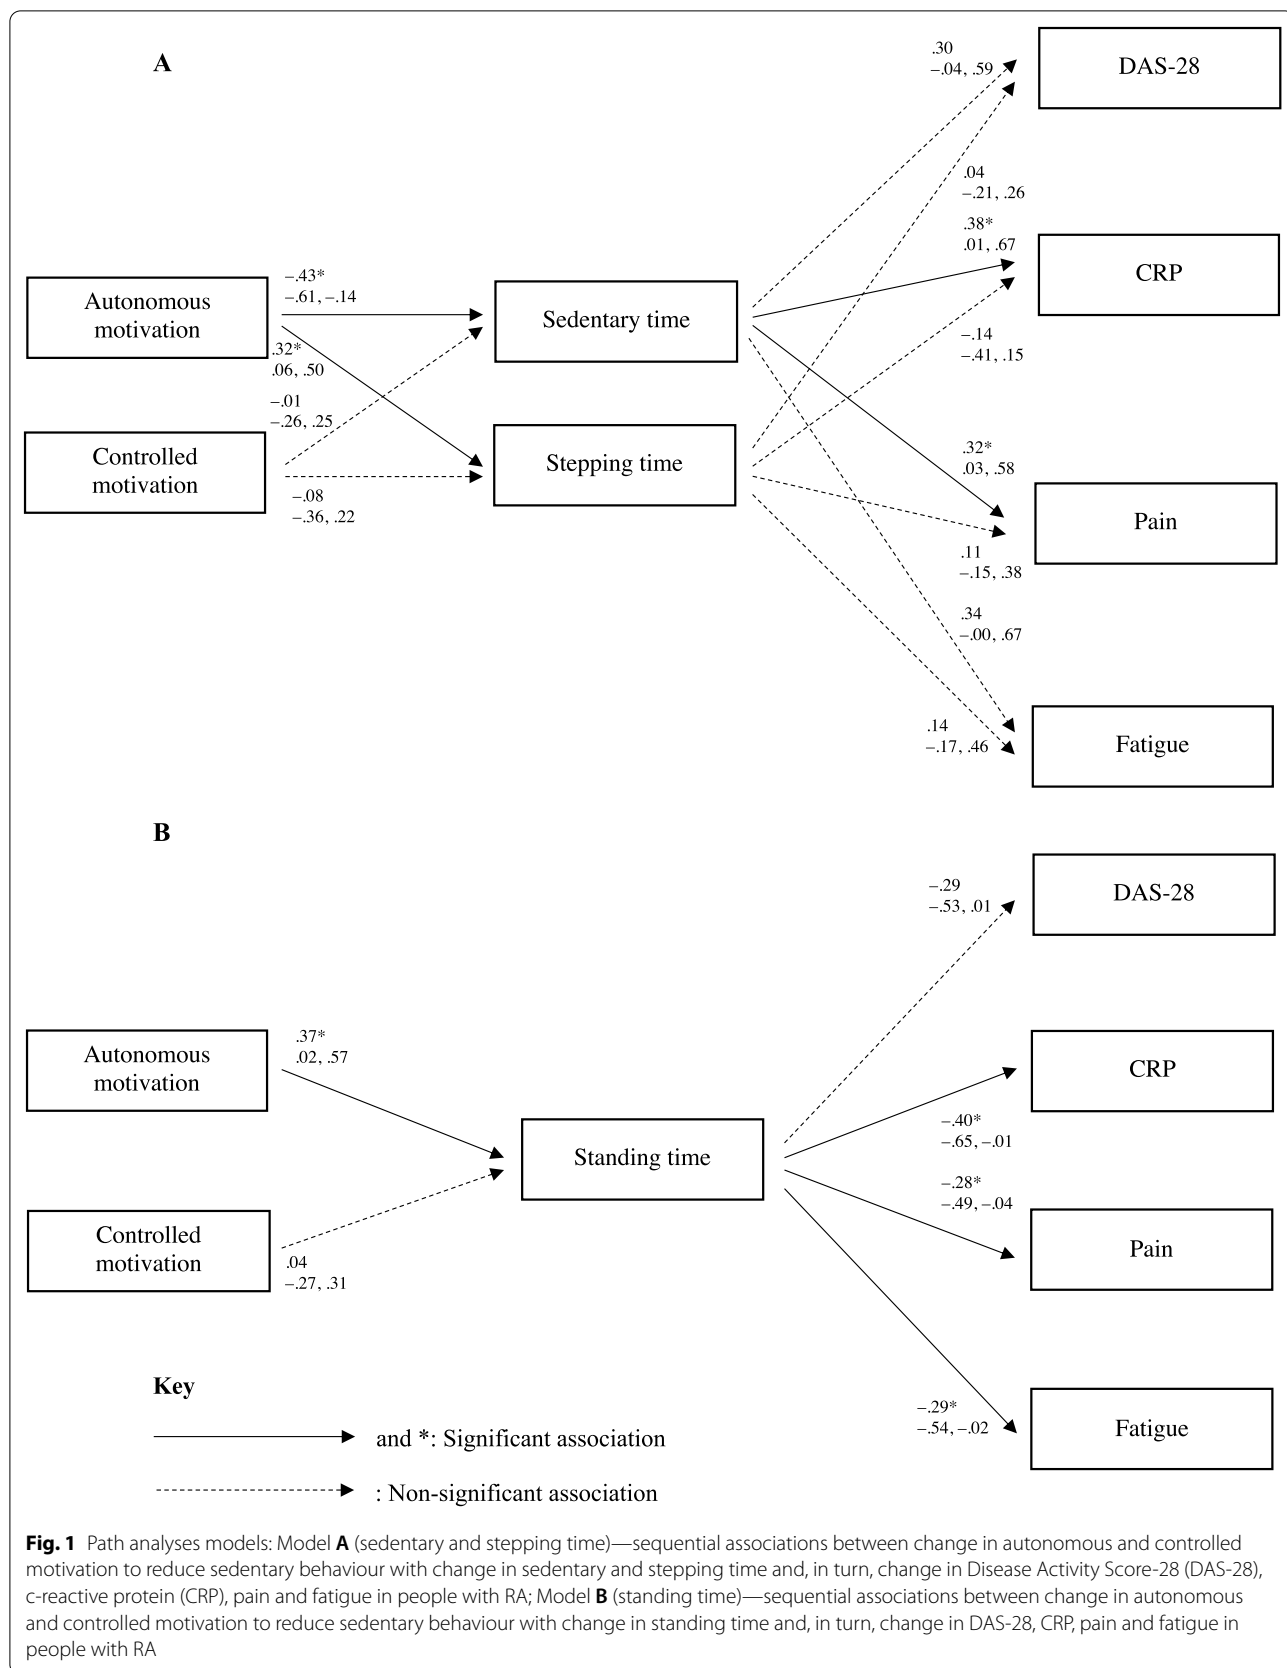 A
.30
–.04, .59
DAS-28
.04
–.21, .26
.38*
.01, .67
CRP
–.43*
–.61, –.14
Autonomous
motivation
Sedentary time
.32*
.06, .50
–.14
–.41, .15
–.01
–.26, .25
Controlled
motivation
Stepping time
.32*
.03, .58
–.08
–.36, .22
Pain
.11
–.15, .38
.34
–.00, .67
.14
–.17, .46
Fatigue
B
–.29
–.53, .01
DAS-28
.37*
.02, .57
Autonomous
motivation
CRP
–.40*
–.65, –.01
Standing time
–.28*
–.49, –.04
Controlled
motivation
.04
–.27, .31
Pain
Key
–.29*
–.54, –.02
Fatigue
and *: Significant association
: Non-significant association
Fig. 1 Path analyses models: Model A (sedentary and stepping time)—sequential associations between change in autonomous and controlled
motivation to reduce sedentary behaviour with change in sedentary and stepping time and, in turn, change in Disease Activity Score-28 (DAS-28),
c-reactive protein (CRP), pain and fatigue in people with RA; Model B (standing time)—sequential associations between change in autonomous
and controlled motivation to reduce sedentary behaviour with change in standing time and, in turn, change in DAS-28, CRP, pain and fatigue in
people with RA